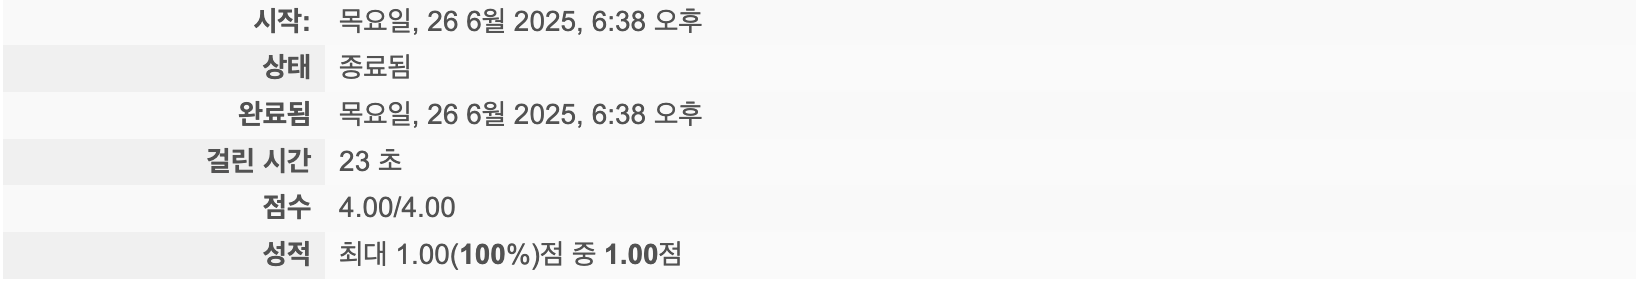 시작: 목요일, 26 6월 2025, 6:38 오후
상태 종료됨
완료됨 목요일, 26 6월 2025, 6:38 오후
걸린 시간 23 초
점수 4.00/4.00
성적 최대 1.00(100%)점 중 1.00점